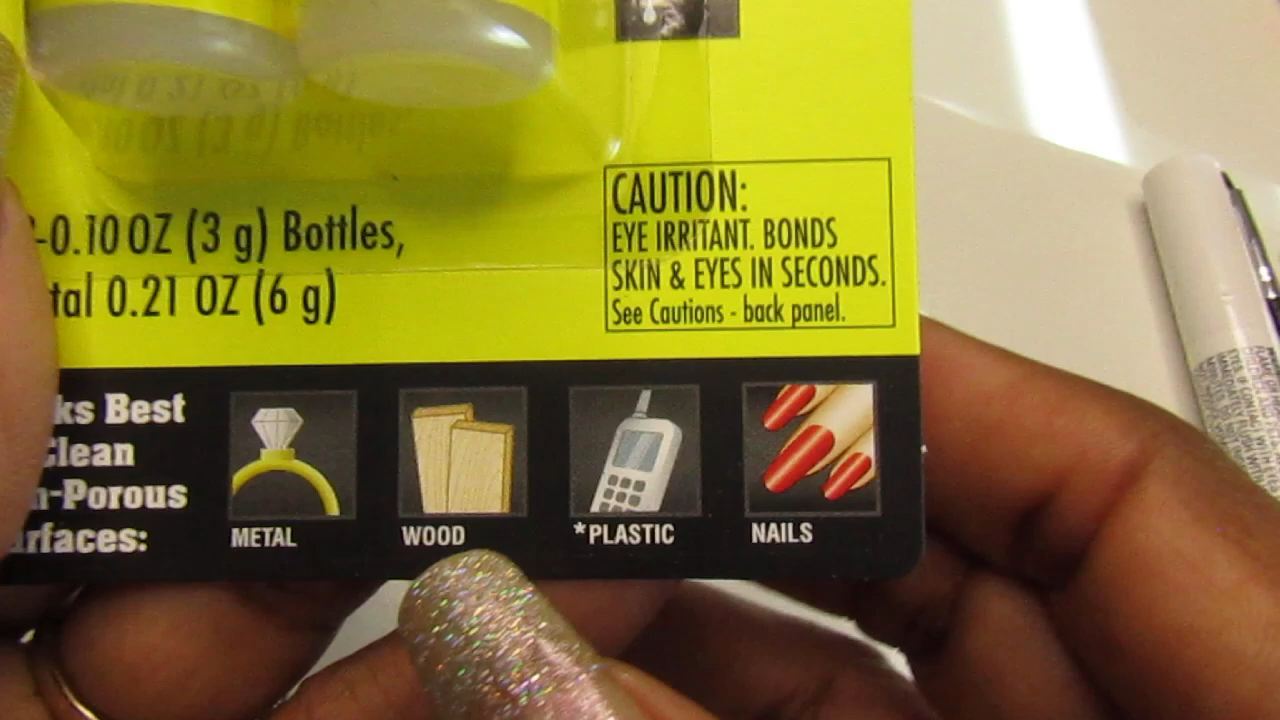 -0.10 OZ (3 g) Bottles,
tal 0.21 OZ (6 g)
CAUTION:
EYE IRRITANT. BONDS
SKIN & EYES IN SECONDS.
See Cautions - back panel.
ks Best
Clean
n-Porous
rfaces:
METAL
WOOD
*PLASTIC
NAILS